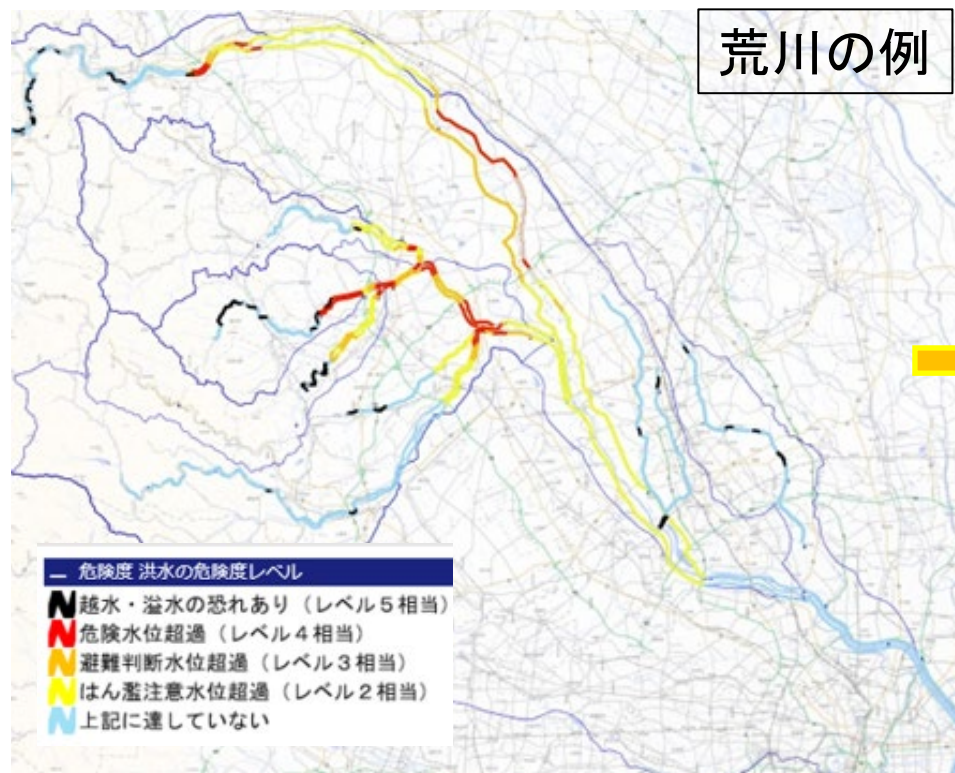 荒川の例
危険度 洪水の危険度レベル
越水・溢水の恐れあり（レベル５相当）
危険水位超過（レベル４相当）
避難判断水位超過（レベル３相当）
はん濫注意水位超過（レベル２相当）
上記に達していない